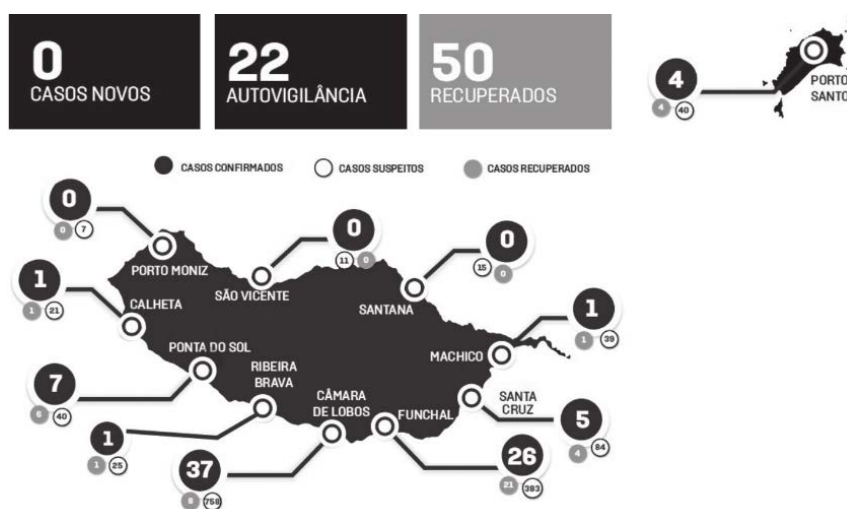 0
CASOS NOVOS
22
AUTOVIGILÂNCIA
50
RECUPERADOS
4
4
40
PORTO
SANTO
CASOS CONFIRMADOS
CASOS SUSPEITOS
CASOS RECUPERADOS
0
0
7
PORTO MONIZ
0
11
0
SÃO VICENTE
0
15
0
SANTANA
1
1
21
CALHETA
1
1
39
MACHICO
7
6
40
PONTA DO SOL
RIBEIRA
BRAVA
1
1
25
CÂMARA
DE LOBOS
37
8
758
FUNCHAL
26
21
383
SANTA
CRUZ
5
4
84